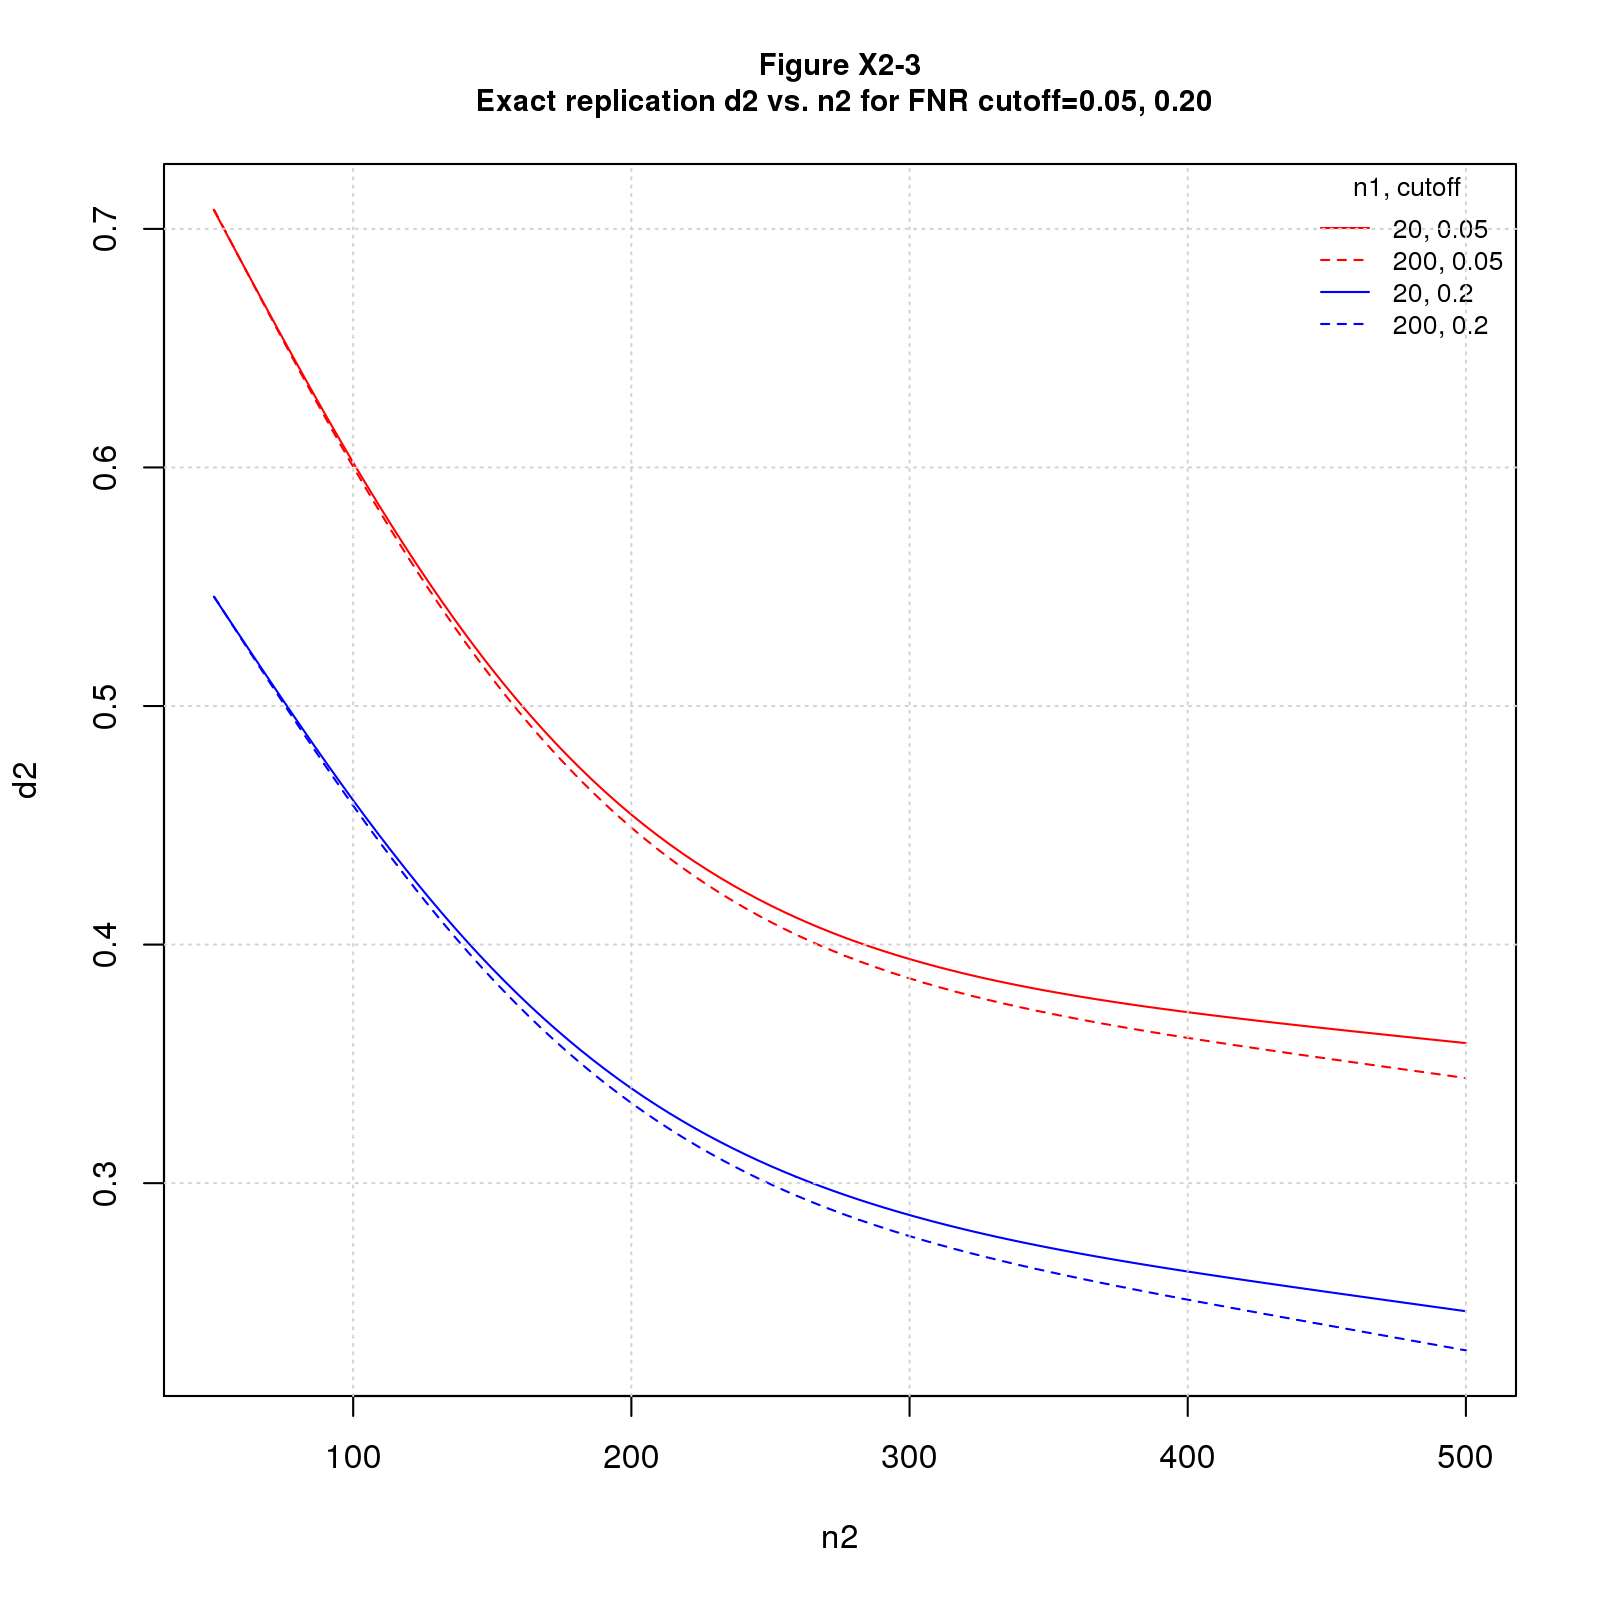 Figure X2-3
Exact replication d2 vs. n2 for FNR cutoff=0.05, 0.20
n1, cutoff
20, 0.05
200, 0.05
20, 0.2
200, 0.2
0.7
0.6
0.5
0.4
0.3
d2
100 200 300 400 500
n2